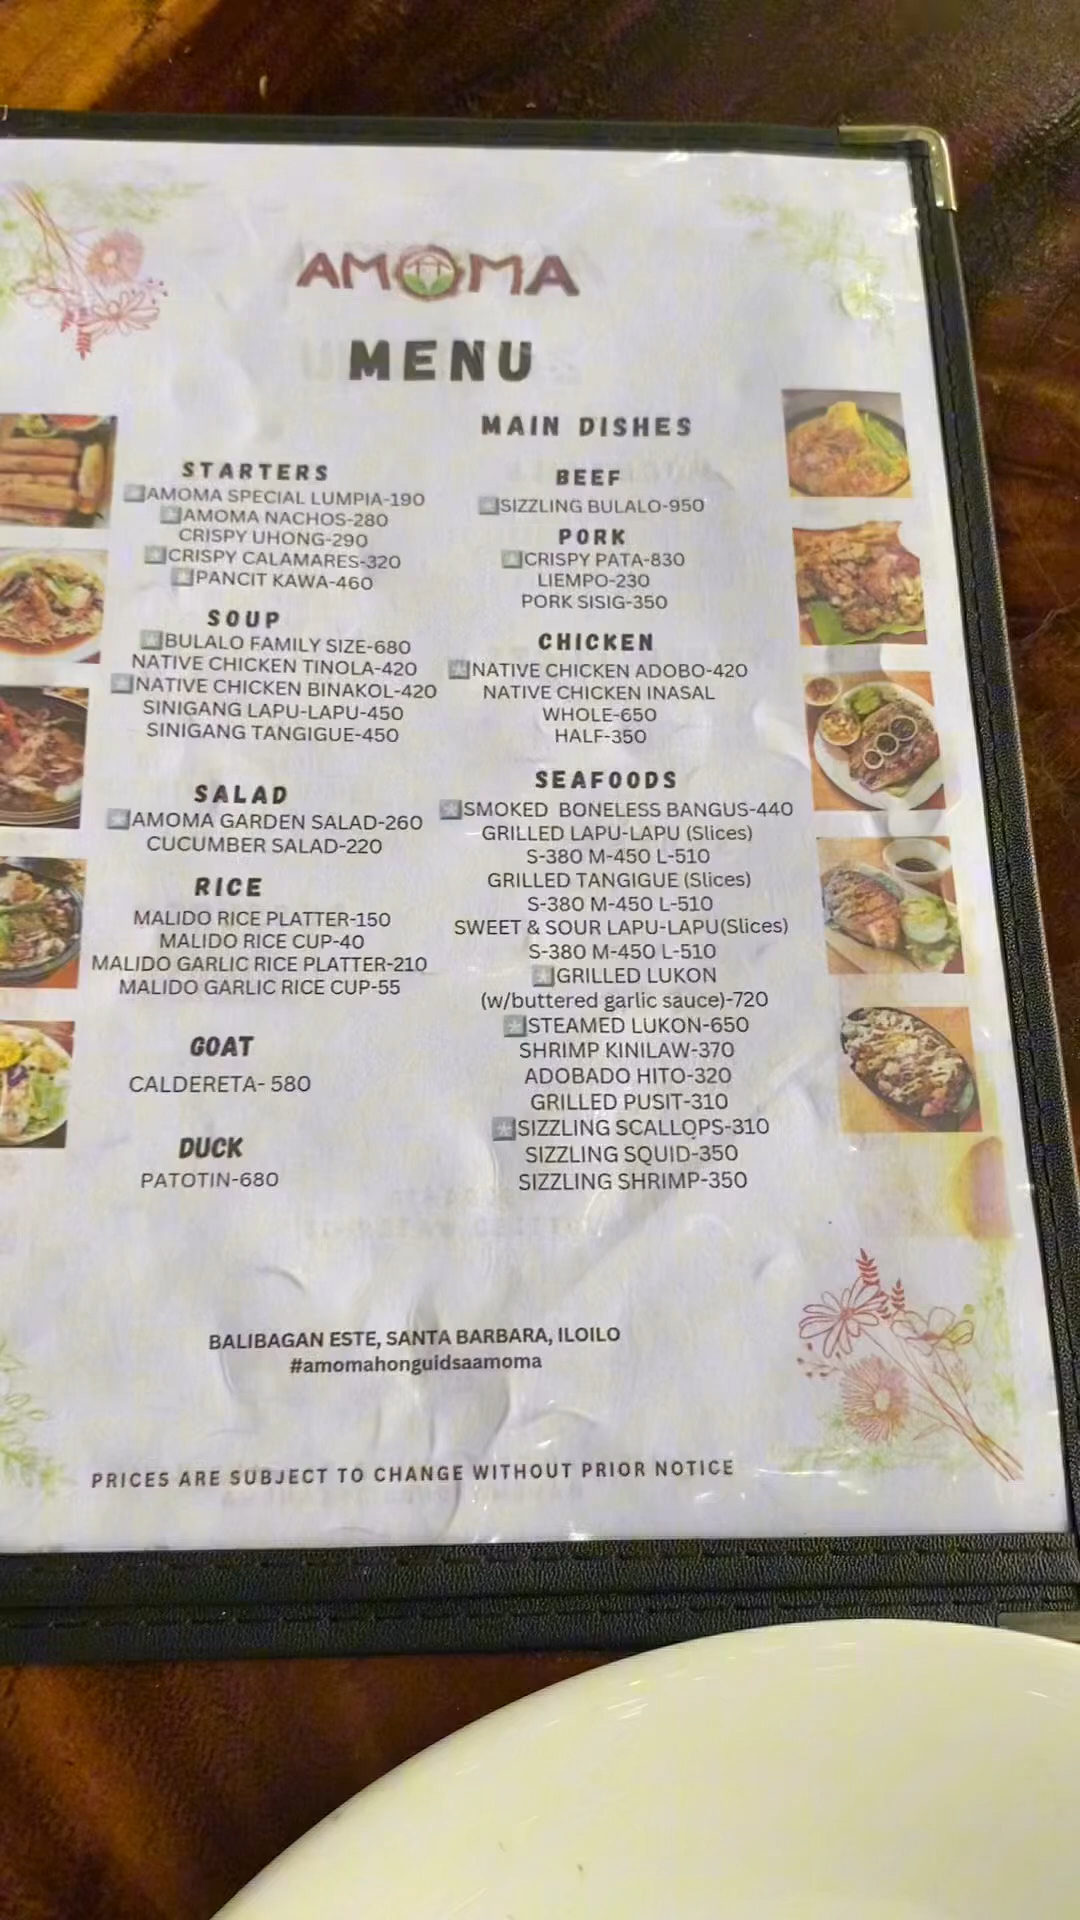 AMOMA
MENU
STARTERS
AMOMA SPECIAL LUMPIA-190
AMOMA NACHOS-280
CRISPY UHONG-290
CRISPY CALAMARES-320
PANCIT KAWA-460
SOUP
BULALO FAMILY SIZE-680
NATIVE CHICKEN TINOLA-420
NATIVE CHICKEN BINAKOL-420
SINIGANG LAPU-LAPU-450
SINIGANG TANGIGUE-450
SALAD
AMOMA GARDEN SALAD-260
CUCUMBER SALAD-220
RICE
MALIDO RICE PLATTER-150
MALIDO RICE CUP-40
MALIDO GARLIC RICE PLATTER-210
MALIDO GARLIC RICE CUP-55
GOAT
CALDERETA- 580
DUCK
PATOTIN-680
MAIN DISHES
BEEF
SIZZLING BULALO-950
PORK
CRISPY PATA-830
LIEMPO-230
PORK SISIG-350
CHICKEN
NATIVE CHICKEN ADOBO-420
NATIVE CHICKEN INASAL
WHOLE-650
HALF-350
SEAFOODS
SMOKED BONELESS BANGUS-440
GRILLED LAPU-LAPU (Slices)
S-380 M-450 L-510
GRILLED TANGIGUE (Slices)
S-380 M-450 L-510
SWEET & SOUR LAPU-LAPU(Slices)
S-380 M-450 L-510
GRILLED LUKON
(w/buttered garlic sauce)-720
STEAMED LUKON-650
SHRIMP KINILAW-370
ADOBADO HITO-320
GRILLED PUSIT-310
SIZZLING SCALLOPS-310
SIZZLING SQUID-350
SIZZLING SHRIMP-350
BALIBAGAN ESTE, SANTA BARBARA, ILOILO
#amomahonguidsaamoma
PRICES ARE SUBJECT TO CHANGE WITHOUT PRIOR NOTICE